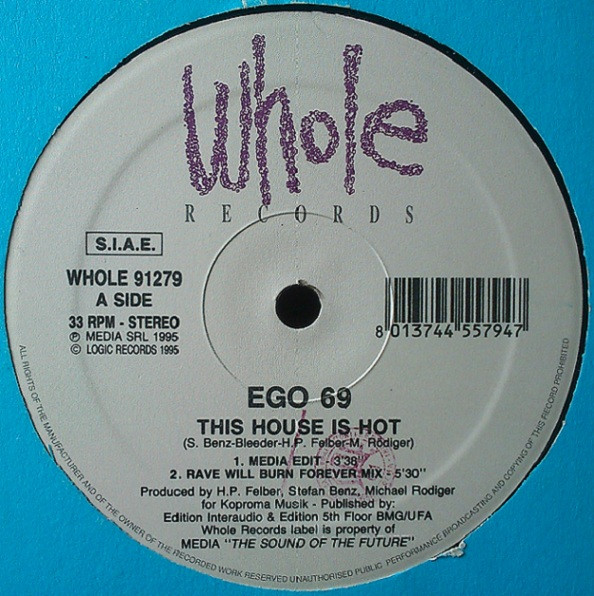 Whole
RECORDS
S.I.A.E.
WHOLE 91279
A SIDE
33 RPM - STEREO
Ⓟ MEDIA SRL 1995
© LOGIC RECORDS 1995
8 013744 557947
EGO 69
THIS HOUSE IS HOT
(S. Benz-Bleeder-H.P. Felber-M. Rödiger)
1. MEDIA EDIT - 3'38"
2. RAVE WILL BURN FOREVER MIX - 5'30"
Produced by H.P. Felber, Stefan Benz, Michael Rödiger
for Koproma Musik - Published by:
Edition Interaudio & Edition 5th Floor BMG/UFA
Whole Records label is property of
MEDIA "THE SOUND OF THE FUTURE"
ALL RIGHTS OF THE MANUFACTURER AND OF THE OWNER OF THE RECORDED WORK RESERVED UNAUTHORISED PUBLIC PERFORMANCE BROADCASTING AND COPYING OF THIS RECORD PROHIBITED